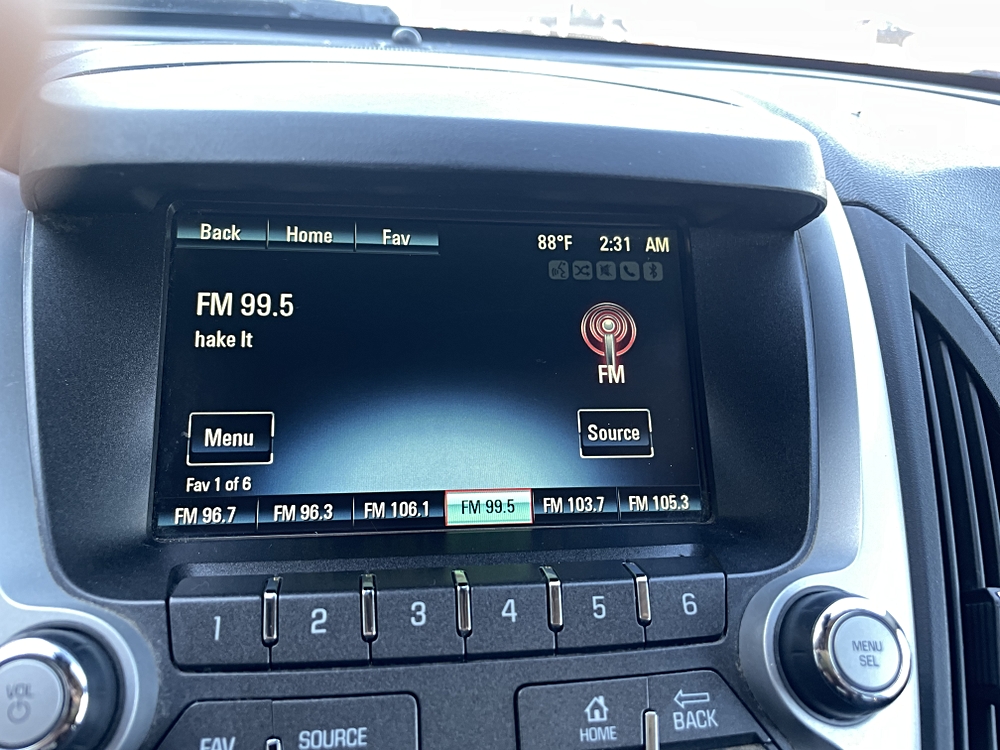 Back Home Fav 88°F 2:31 AM
FM 99.5
hake It
FM
Menu Source
Fav 1 of 6
FM 96.7 FM 96.3 FM 106.1 FM 99.5 FM 103.7 FM 105.3
1 2 3 4 5 6
MENU
SEL
VOL
FAV SOURCE HOME BACK